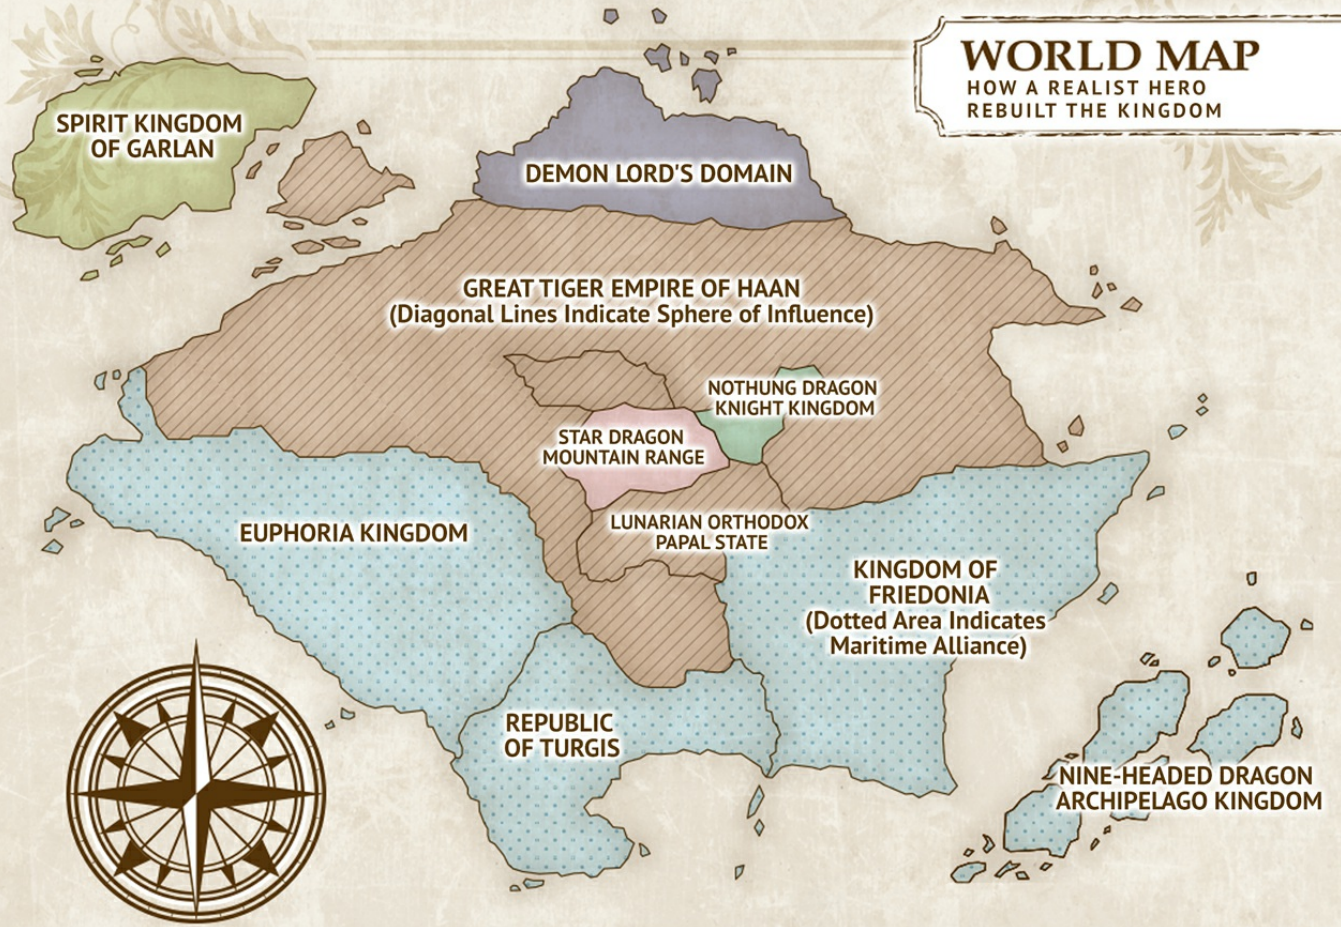 WORLD MAP
HOW A REALIST HERO
REBUILT THE KINGDOM
SPIRIT KINGDOM
OF GARLAN
DEMON LORD'S DOMAIN
GREAT TIGER EMPIRE OF HAAN
(Diagonal Lines Indicate Sphere of Influence)
NOTHUNG DRAGON
KNIGHT KINGDOM
STAR DRAGON
MOUNTAIN RANGE
LUNARIAN ORTHODOX
PAPAL STATE
EUPHORIA KINGDOM
KINGDOM OF
FRIEDONIA
(Dotted Area Indicates
Maritime Alliance)
REPUBLIC
OF TURGIS
NINE-HEADED DRAGON
ARCHIPELAGO KINGDOM